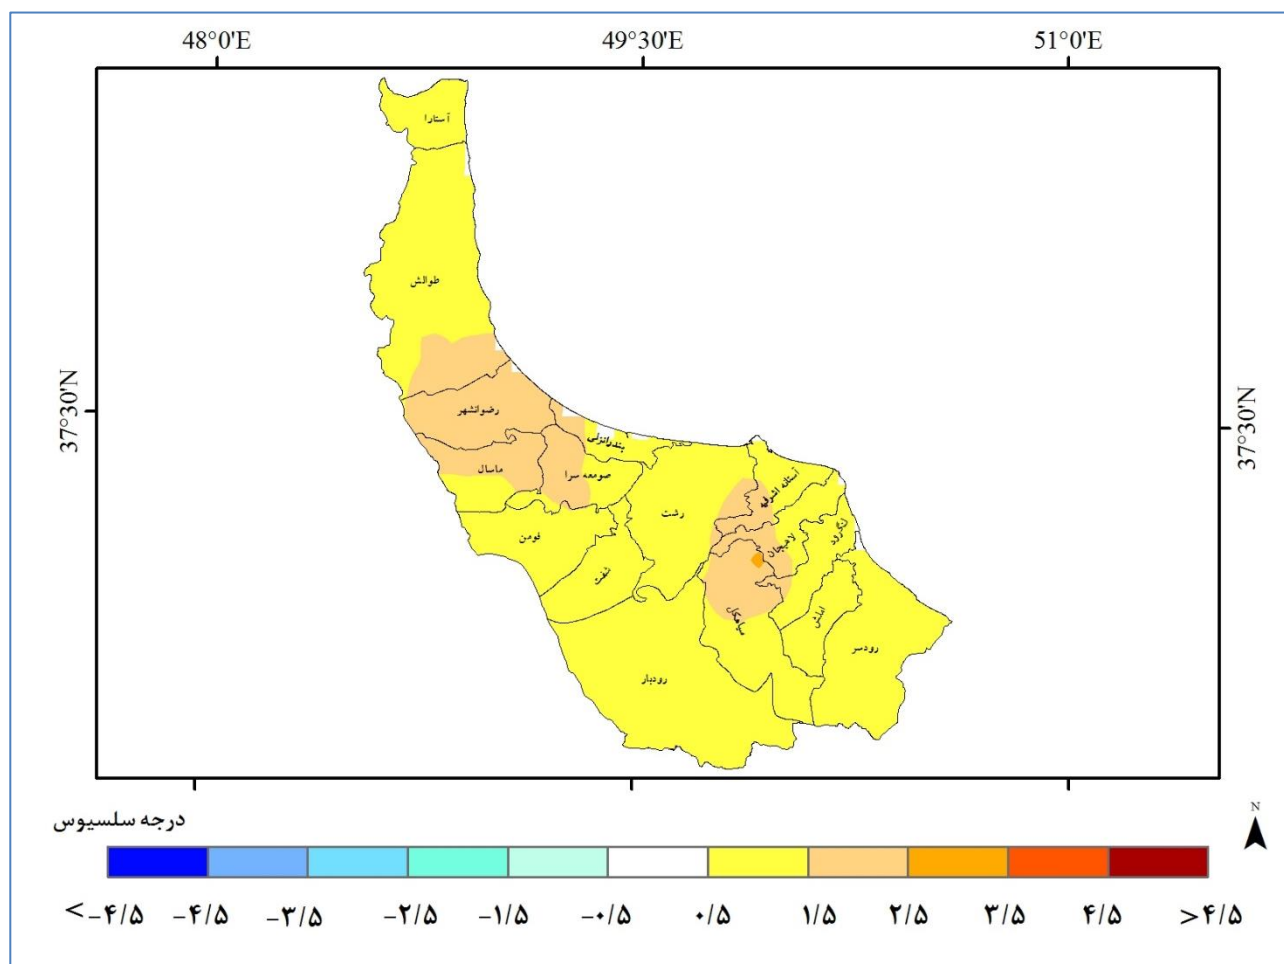 48°0'E 49°30'E 51°0'E
آستارا
طوالش
37°30'N
رضوانشهر
37°30'N
بندرانزلی
ماسال
صومعه سرا
آستانه اشرفیه
رشت
لنگرود
فومن
لاهیجان
شفت
املش
سیاهکل
رودسر
رودبار
N
درجه سلسیوس
<-۴/۵ -۴/۵ -۳/۵ -۲/۵ -۱/۵ -۰/۵ ۰/۵ ۱/۵ ۲/۵ ۳/۵ ۴/۵ >۴/۵